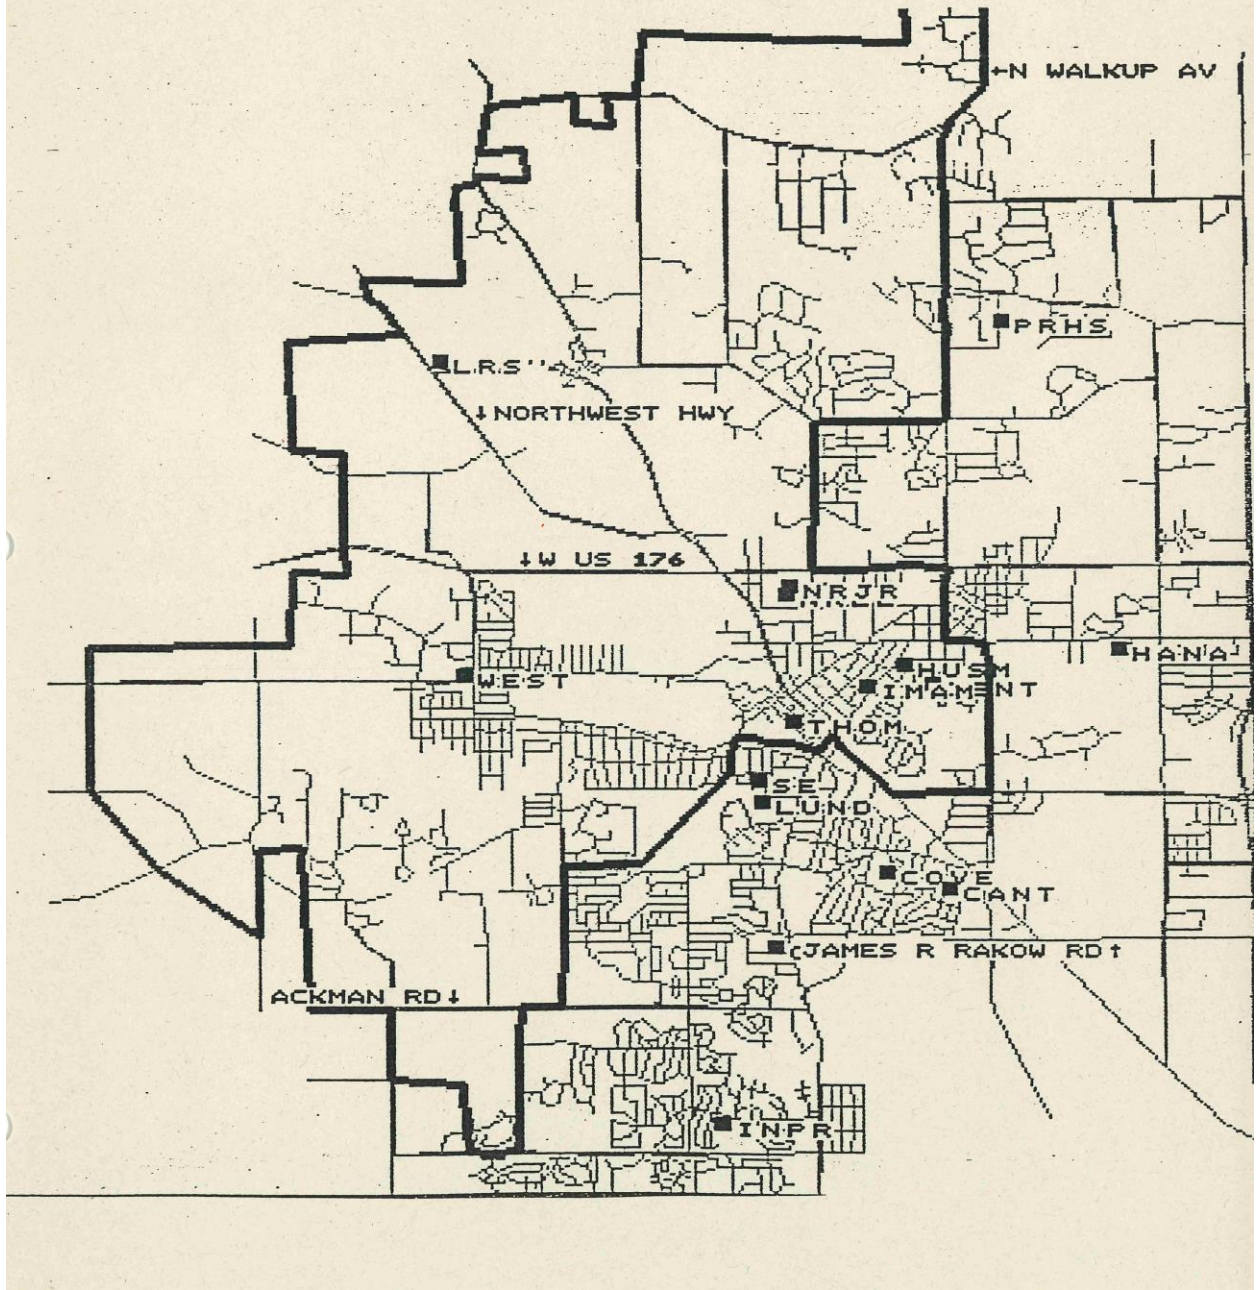 ←N WALKUP AV
PRHS
L.R.S
↓NORTHWEST HWY
↓W US 176
NRJR
HANA
HUSM
WEST
IMAMENT
THOM
SE
LUND
COVE
CANT
JAMES R RAKOW RD↑
ACKMAN RD↓
INPR